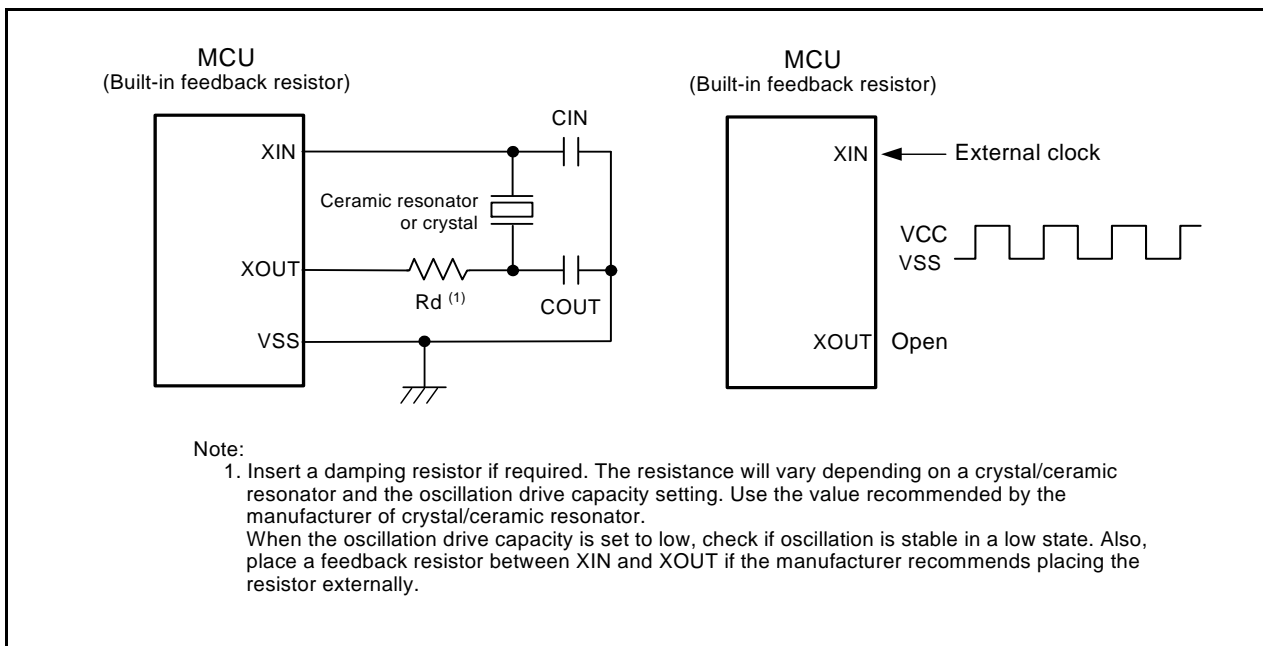 MCU
(Built-in feedback resistor)
XIN
CIN
Ceramic resonator
or crystal
XOUT
Rd (1)
COUT
VSS
MCU
(Built-in feedback resistor)
XIN
External clock
VCC
VSS
XOUT
Open
Note:
1. Insert a damping resistor if required. The resistance will vary depending on a crystal/ceramic
resonator and the oscillation drive capacity setting. Use the value recommended by the
manufacturer of crystal/ceramic resonator.
When the oscillation drive capacity is set to low, check if oscillation is stable in a low state. Also,
place a feedback resistor between XIN and XOUT if the manufacturer recommends placing the
resistor externally.